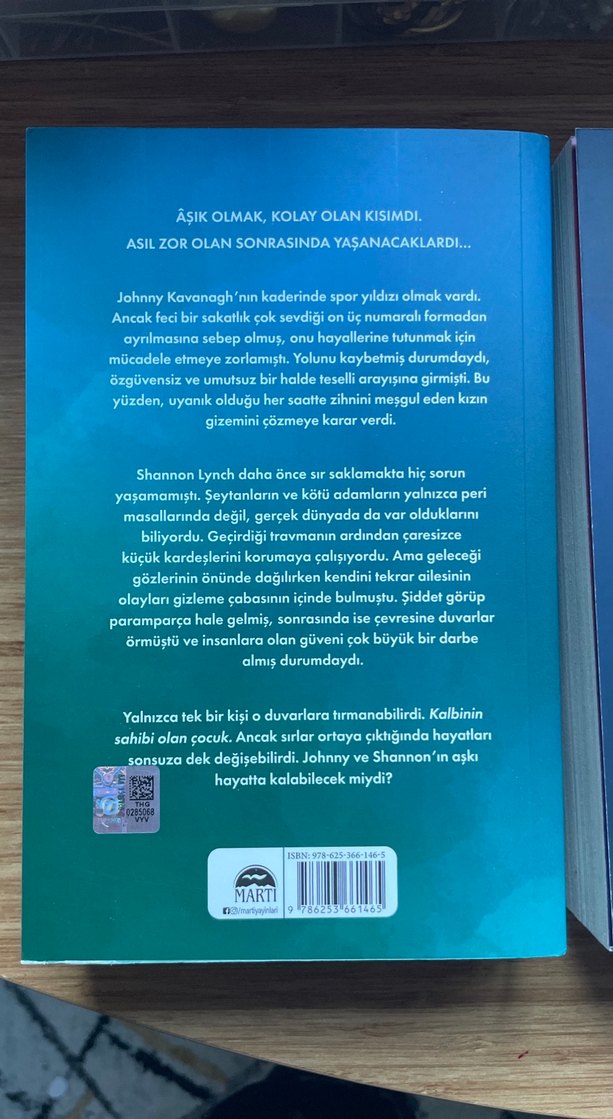 ÂŞIK OLMAK, KOLAY OLAN KISIMDI.
ASIL ZOR OLAN SONRASINDA YAŞANACAKLARDI...
Johnny Kavanagh'nın kaderinde spor yıldızı olmak vardı.
Ancak feci bir sakatlık çok sevdiği on üç numaralı formadan
ayrılmasına sebep olmuş, onu hayallerine tutunmak için
mücadele etmeye zorlamıştı. Yolunu kaybetmiş durumdaydı,
özgüvensiz ve umutsuz bir halde teselli arayışına girmişti. Bu
yüzden, uyanık olduğu her saatte zihnini meşgul eden kızın
gizemini çözmeye karar verdi.
Shannon Lynch daha önce sır saklamakta hiç sorun
yaşamamıştı. Şeytanların ve kötü adamların yalnızca peri
masallarında değil, gerçek dünyada da var olduklarını
biliyordu. Geçirdiği travmanın ardından çaresizce
küçük kardeşlerini korumaya çalışıyordu. Ama geleceği
gözlerinin önünde dağılırken kendini tekrar ailesinin
olayları gizleme çabasının içinde bulmuştu. Şiddet görüp
paramparça hale gelmiş, sonrasında ise çevresine duvarlar
örmüştü ve insanlara olan güveni çok büyük bir darbe
almış durumdaydı.
Yalnızca tek bir kişi o duvarlara tırmanabilirdi. Kalbinin
sahibi olan çocuk. Ancak sırlar ortaya çıktığında hayatları
sonsuza dek değişebilirdi. Johnny ve Shannon'ın aşkı
hayatta kalabilecek miydi?
THG
0285068
VYV
MARTI
/martiyayinlari
ISBN: 978-625-366-146-5
9 786253 661465